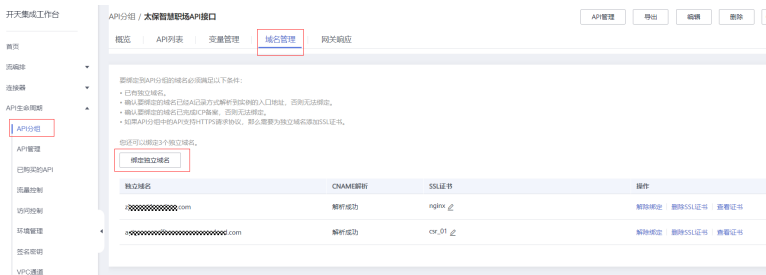 开天集成工作台
API分组 / 太保智慧职场API接口
API管理 导出 编辑 删除
概览 API列表 变量管理 域名管理 网关响应
首页
流编排
连接器
API生命周期
API分组
API管理
已购买的API
流量控制
访问控制
环境管理
签名密钥
VPC通道
要绑定到API分组的域名必须满足以下条件：
• 已有独立域名。
• 确认要绑定的域名已经A记录方式解析到实例的入口地址，否则无法绑定。
• 确认要绑定的域名已完成ICP备案，否则无法绑定。
• 如果API分组中的API支持HTTPS请求协议，那么需要为独立域名添加SSL证书。
您还可以绑定3个独立域名。
绑定独立域名
独立域名 CNAME解析 SSL证书 操作
.com 解析成功 nginx 解除绑定 删除SSL证书 查看证书
.com 解析成功 csr_01 解除绑定 删除SSL证书 查看证书